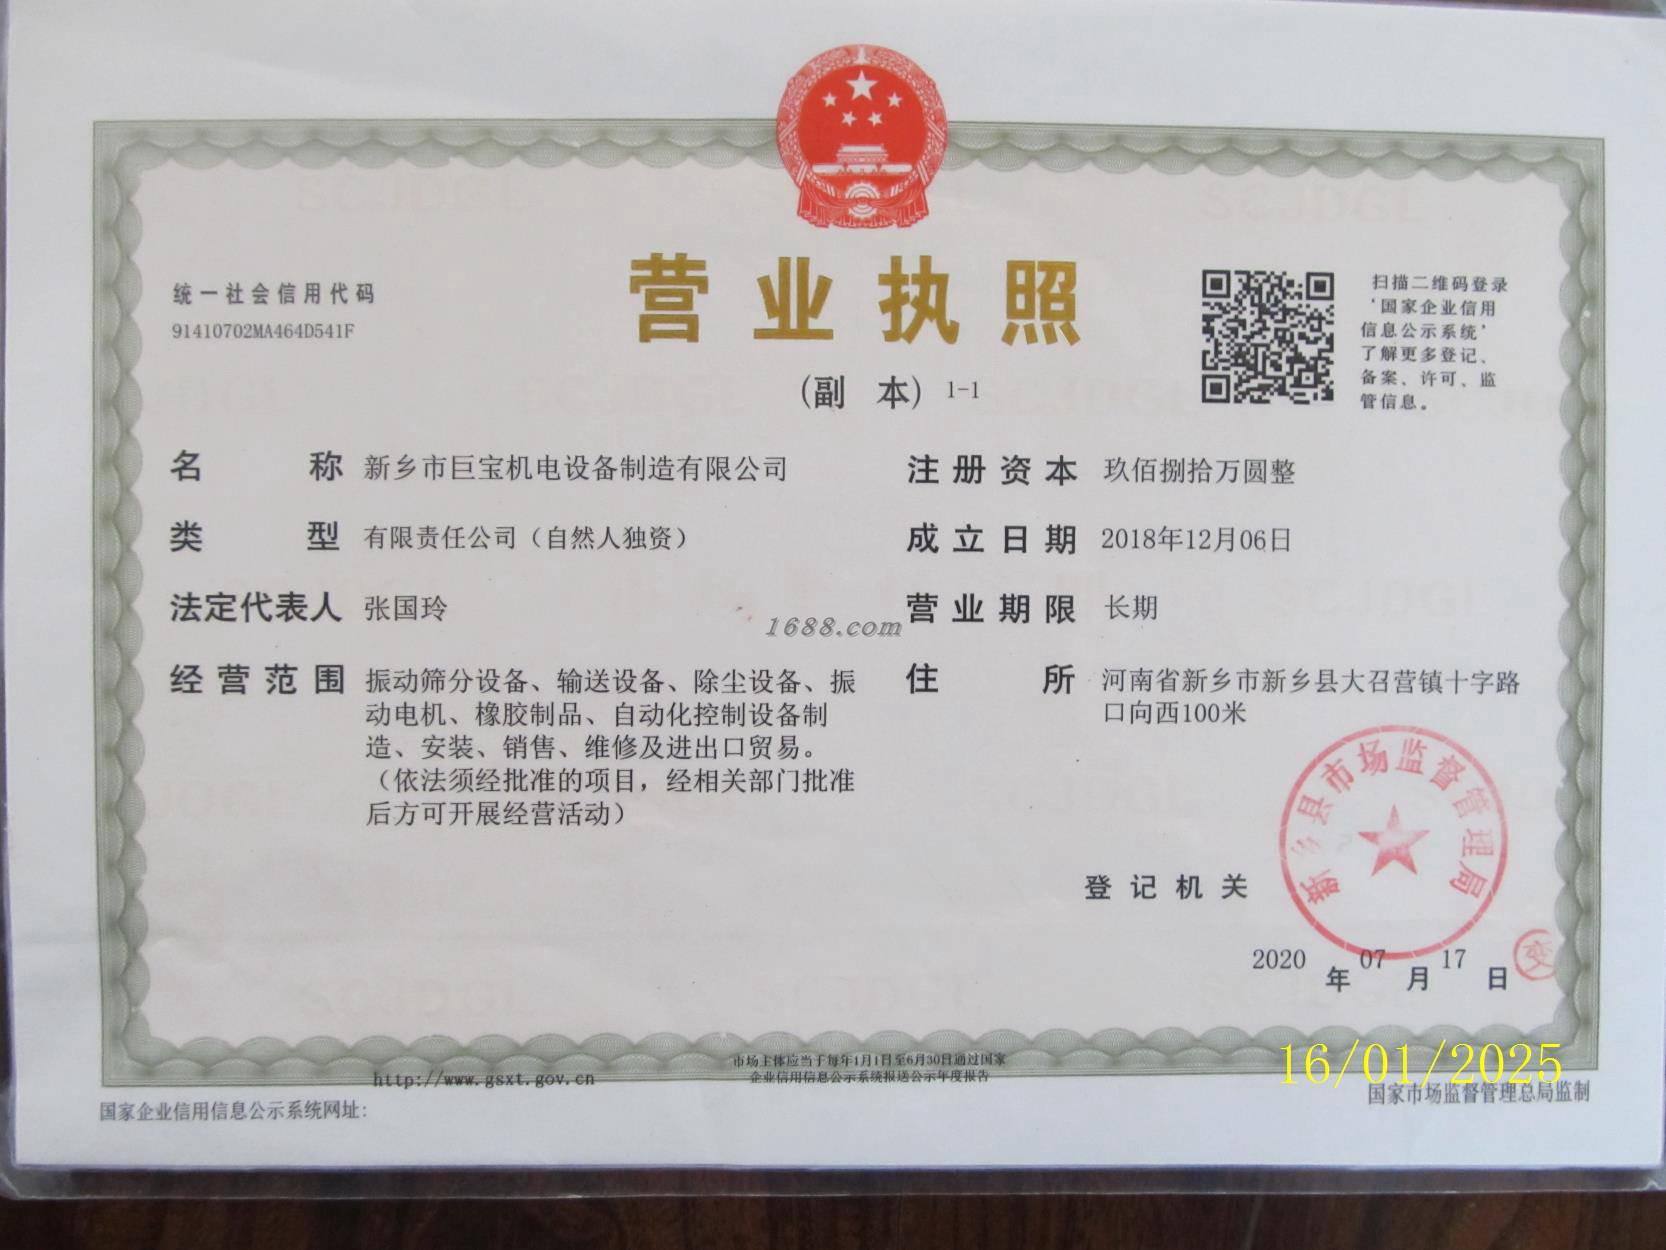 营业执照
(副 本) 1-1
统一社会信用代码
91410702MA464D541F
扫描二维码登录
‘国家企业信用
信息公示系统’
了解更多登记、
备案、许可、监
管信息。
名 称 新乡市巨宝机电设备制造有限公司
类 型 有限责任公司（自然人独资）
法定代表人 张国玲
经营范围 振动筛分设备、输送设备、除尘设备、振
动电机、橡胶制品、自动化控制设备制
造、安装、销售、维修及进出口贸易。
（依法须经批准的项目，经相关部门批准
后方可开展经营活动）
注册资本 玖佰捌拾万圆整
成立日期 2018年12月06日
营业期限 长期
住 所 河南省新乡市新乡县大召营镇十字路
口向西100米
1688.com
登记机关
新乡县市场监督管理局
2020年07月17日
变
16/01/2025
http://www.gsxt.gov.cn
国家企业信用信息公示系统网址:
市场主体应当于每年1月1日至6月30日通过国家
企业信用信息公示系统报送公示年度报告
国家市场监督管理总局监制